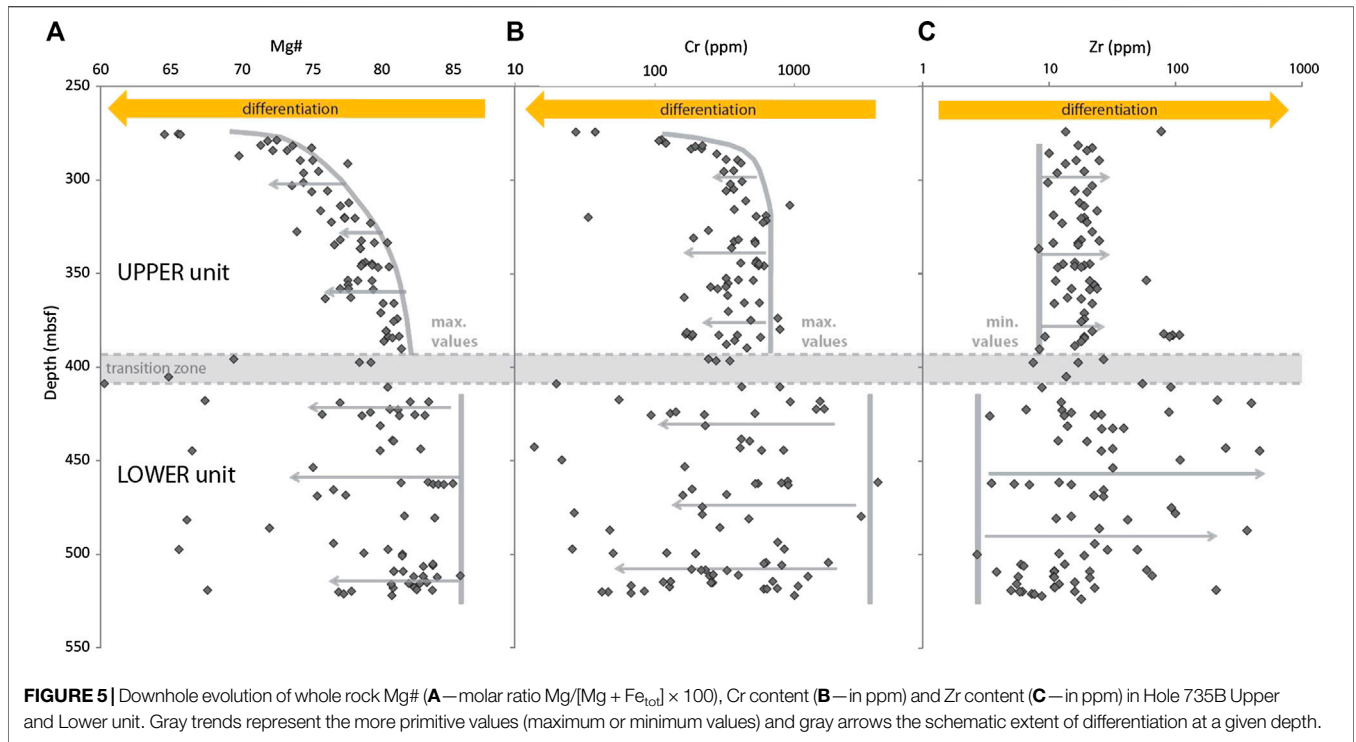 A
B
C
Mg#
Cr (ppm)
Zr (ppm)
60 65 70 75 80 85
10 100 1000
1 10 100 1000
250
differentiation
differentiation
differentiation
300
350
UPPER unit
max. values
max. values
min. values
Depth (mbsf)
400
transition zone
450
LOWER unit
500
550
FIGURE 5 | Downhole evolution of whole rock Mg# (A—molar ratio Mg/[Mg + Fetot] × 100), Cr content (B—in ppm) and Zr content (C—in ppm) in Hole 735B Upper
and Lower unit. Gray trends represent the more primitive values (maximum or minimum values) and gray arrows the schematic extent of differentiation at a given depth.